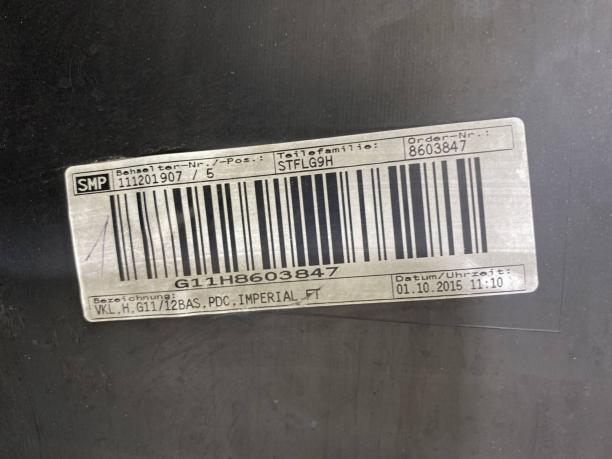 SMP
Behaelter-Nr./-Pos.:
111201907 / 5
Teilefamilie:
STFLG9H
Order-Nr.:
8603847
G11H8603847
Bezeichnung:
VKL.H.G11/12BAS.PDC.IMPERIAL FT
Datum/Uhrzeit:
01.10.2015 11:10